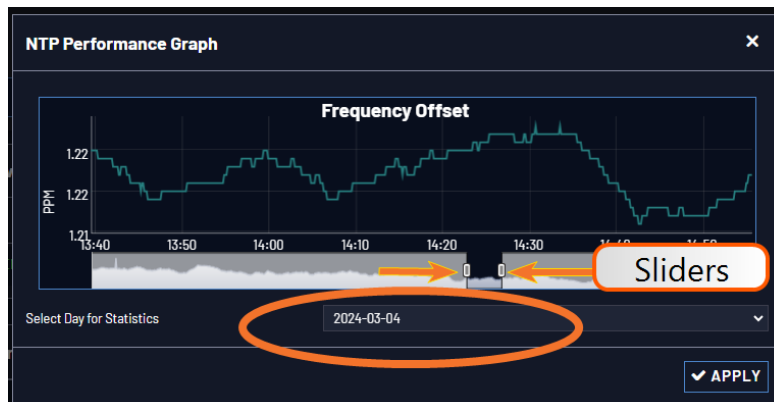 NTP Performance Graph ×
Frequency Offset
1.22
1.22
PPM
1.21
13:40 13:50 14:00 14:10 14:20 14:30
Sliders
Select Day for Statistics 2024-03-04
✔ APPLY